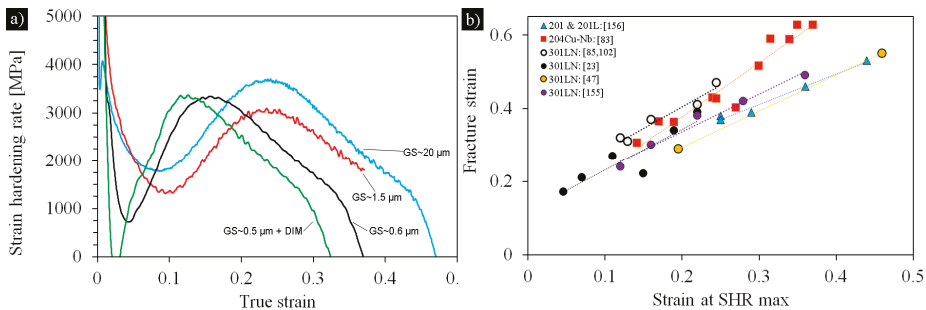 a)
Strain hardening rate [MPa]
5000
4000
3000
2000
1000
0
GS~20 µm
GS~1.5 µm
GS~0.5 µm + DIM
GS~0.6 µm
0
0.1
0.2
0.3
0.4
0.
True strain
b)
Fracture strain
0.6
0.4
0.2
0
201 & 201L: [156]
204Cu-Nb: [83]
301LN: [85,102]
301LN: [23]
301LN: [47]
301LN: [155]
0
0.1
0.2
0.3
0.4
0.5
Strain at SHR max